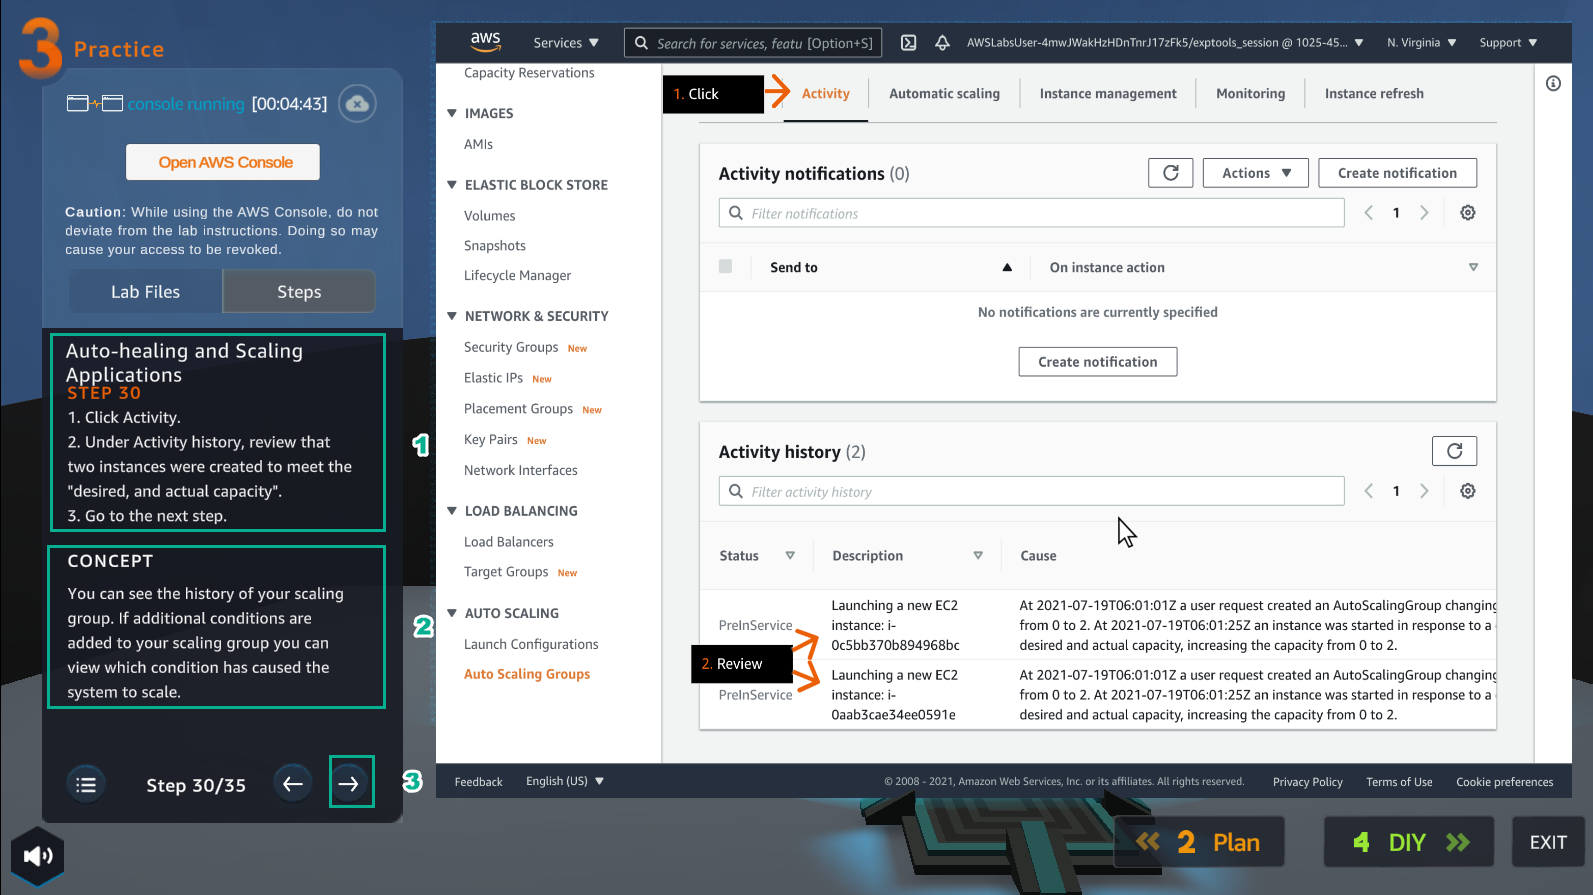 3 Practice
console running [00:04:43]
Open AWS Console
Caution: While using the AWS Console, do not
deviate from the lab instructions. Doing so may
cause your access to be revoked.
Lab Files
Steps
Auto-healing and Scaling
Applications
STEP 30
1. Click Activity.
2. Under Activity history, review that
two instances were created to meet the
"desired, and actual capacity".
3. Go to the next step.
1
CONCEPT
You can see the history of your scaling
group. If additional conditions are
added to your scaling group you can
view which condition has caused the
system to scale.
2
Step 30/35
3
aws
Services
Search for services, featu [Option+S]
AWSLabsUser-4mwJWakHzHDnTnrJ17zFk5/exptools_session @ 1025-45...
N. Virginia
Support
Capacity Reservations
IMAGES
AMIs
ELASTIC BLOCK STORE
Volumes
Snapshots
Lifecycle Manager
NETWORK & SECURITY
Security Groups New
Elastic IPs New
Placement Groups New
Key Pairs New
Network Interfaces
LOAD BALANCING
Load Balancers
Target Groups New
AUTO SCALING
Launch Configurations
Auto Scaling Groups
1. Click
Activity
Automatic scaling
Instance management
Monitoring
Instance refresh
Activity notifications (0)
Actions
Create notification
Filter notifications
1
Send to
On instance action
No notifications are currently specified
Create notification
Activity history (2)
Filter activity history
1
Status
Description
Cause
PreInService
Launching a new EC2
instance: i-
0c5bb370b894968bc
At 2021-07-19T06:01:01Z a user request created an AutoScalingGroup changing
from 0 to 2. At 2021-07-19T06:01:25Z an instance was started in response to a
desired and actual capacity, increasing the capacity from 0 to 2.
2. Review
PreInService
Launching a new EC2
instance: i-
0aab3cae34ee0591e
At 2021-07-19T06:01:01Z a user request created an AutoScalingGroup changing
from 0 to 2. At 2021-07-19T06:01:25Z an instance was started in response to a
desired and actual capacity, increasing the capacity from 0 to 2.
Feedback
English (US)
© 2008 - 2021, Amazon Web Services, Inc. or its affiliates. All rights reserved.
Privacy Policy
Terms of Use
Cookie preferences
2 Plan
4 DIY
EXIT